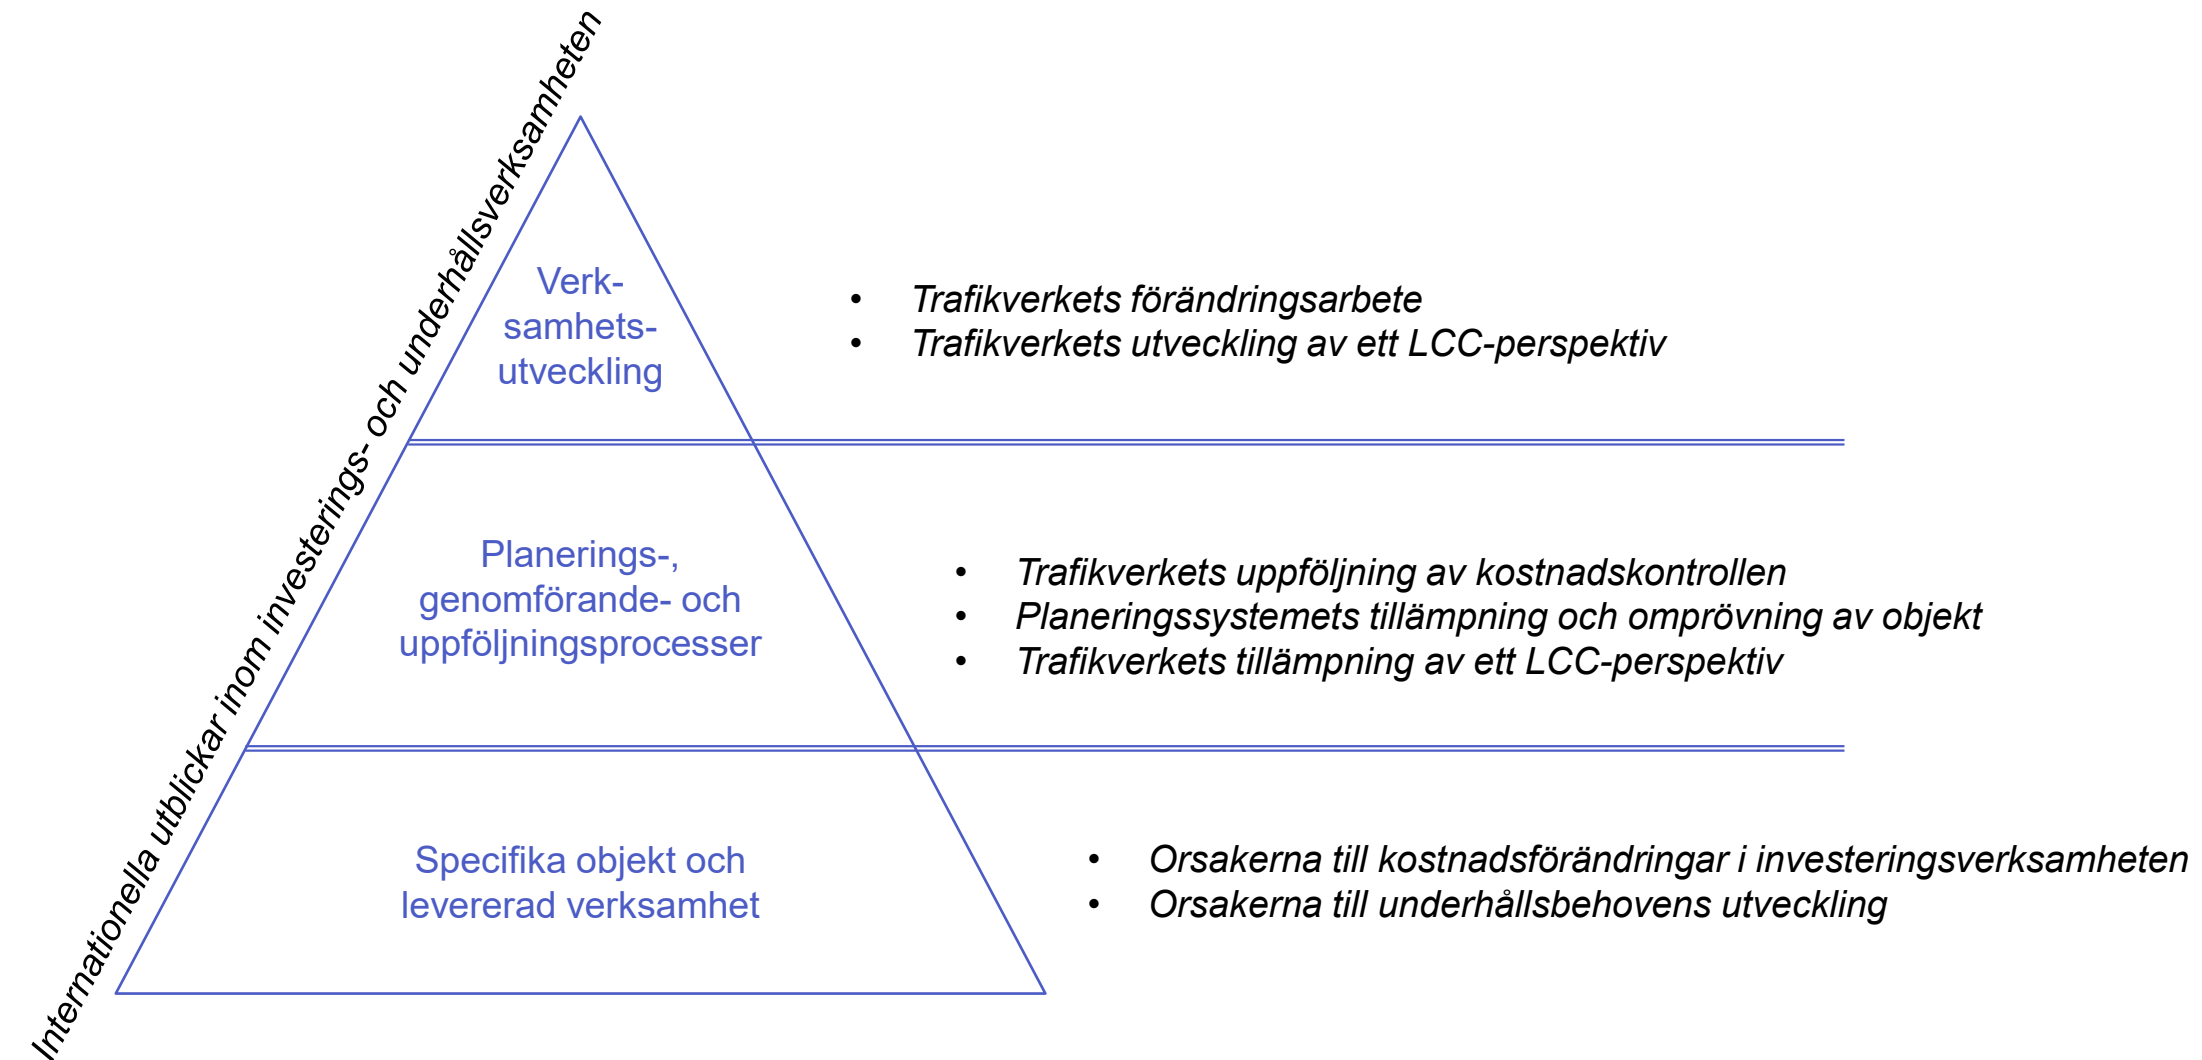 Internationella utblickar inom investerings- och underhållsverksamheten
Verk-
samhets-
utveckling
• Trafikverkets förändringsarbete
• Trafikverkets utveckling av ett LCC-perspektiv
Planerings-,
genomförande- och
uppföljningsprocesser
• Trafikverkets uppföljning av kostnadskontrollen
• Planeringssystemets tillämpning och omprövning av objekt
• Trafikverkets tillämpning av ett LCC-perspektiv
Specifika objekt och
levererad verksamhet
• Orsakerna till kostnadsförändringar i investeringsverksamheten
• Orsakerna till underhållsbehovens utveckling